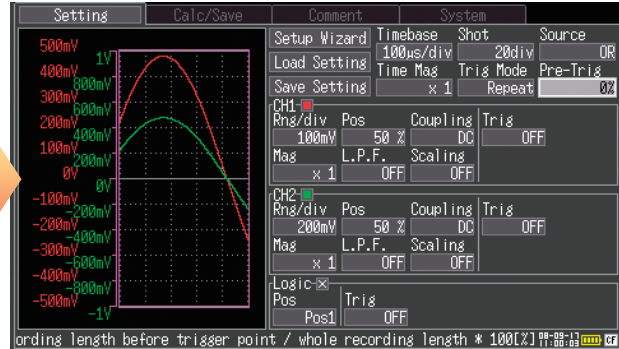 Setting Calc/Save Comment System
Setup Wizard
Load Setting
Save Setting
Timebase Shot Source
100µs/div 20div OR
Time Mag Trig Mode Pre-Trig
× 1 Repeat 0%
500mV
400mV
300mV
200mV
100mV
0V
-100mV
-200mV
-300mV
-400mV
-500mV
1V
800mV
600mV
400mV
200mV
0V
-200mV
-400mV
-600mV
-800mV
-1V
CH1-
Rng/div Pos Coupling Trig
100mV 50 % DC OFF
Mag L.P.F. Scaling
× 1 OFF OFF
CH2-
Rng/div Pos Coupling Trig
200mV 50 % DC OFF
Mag L.P.F. Scaling
× 1 OFF OFF
Logic-
Pos Trig
Pos1 OFF
ording length before trigger point / whole recording length * 100[%]
CF